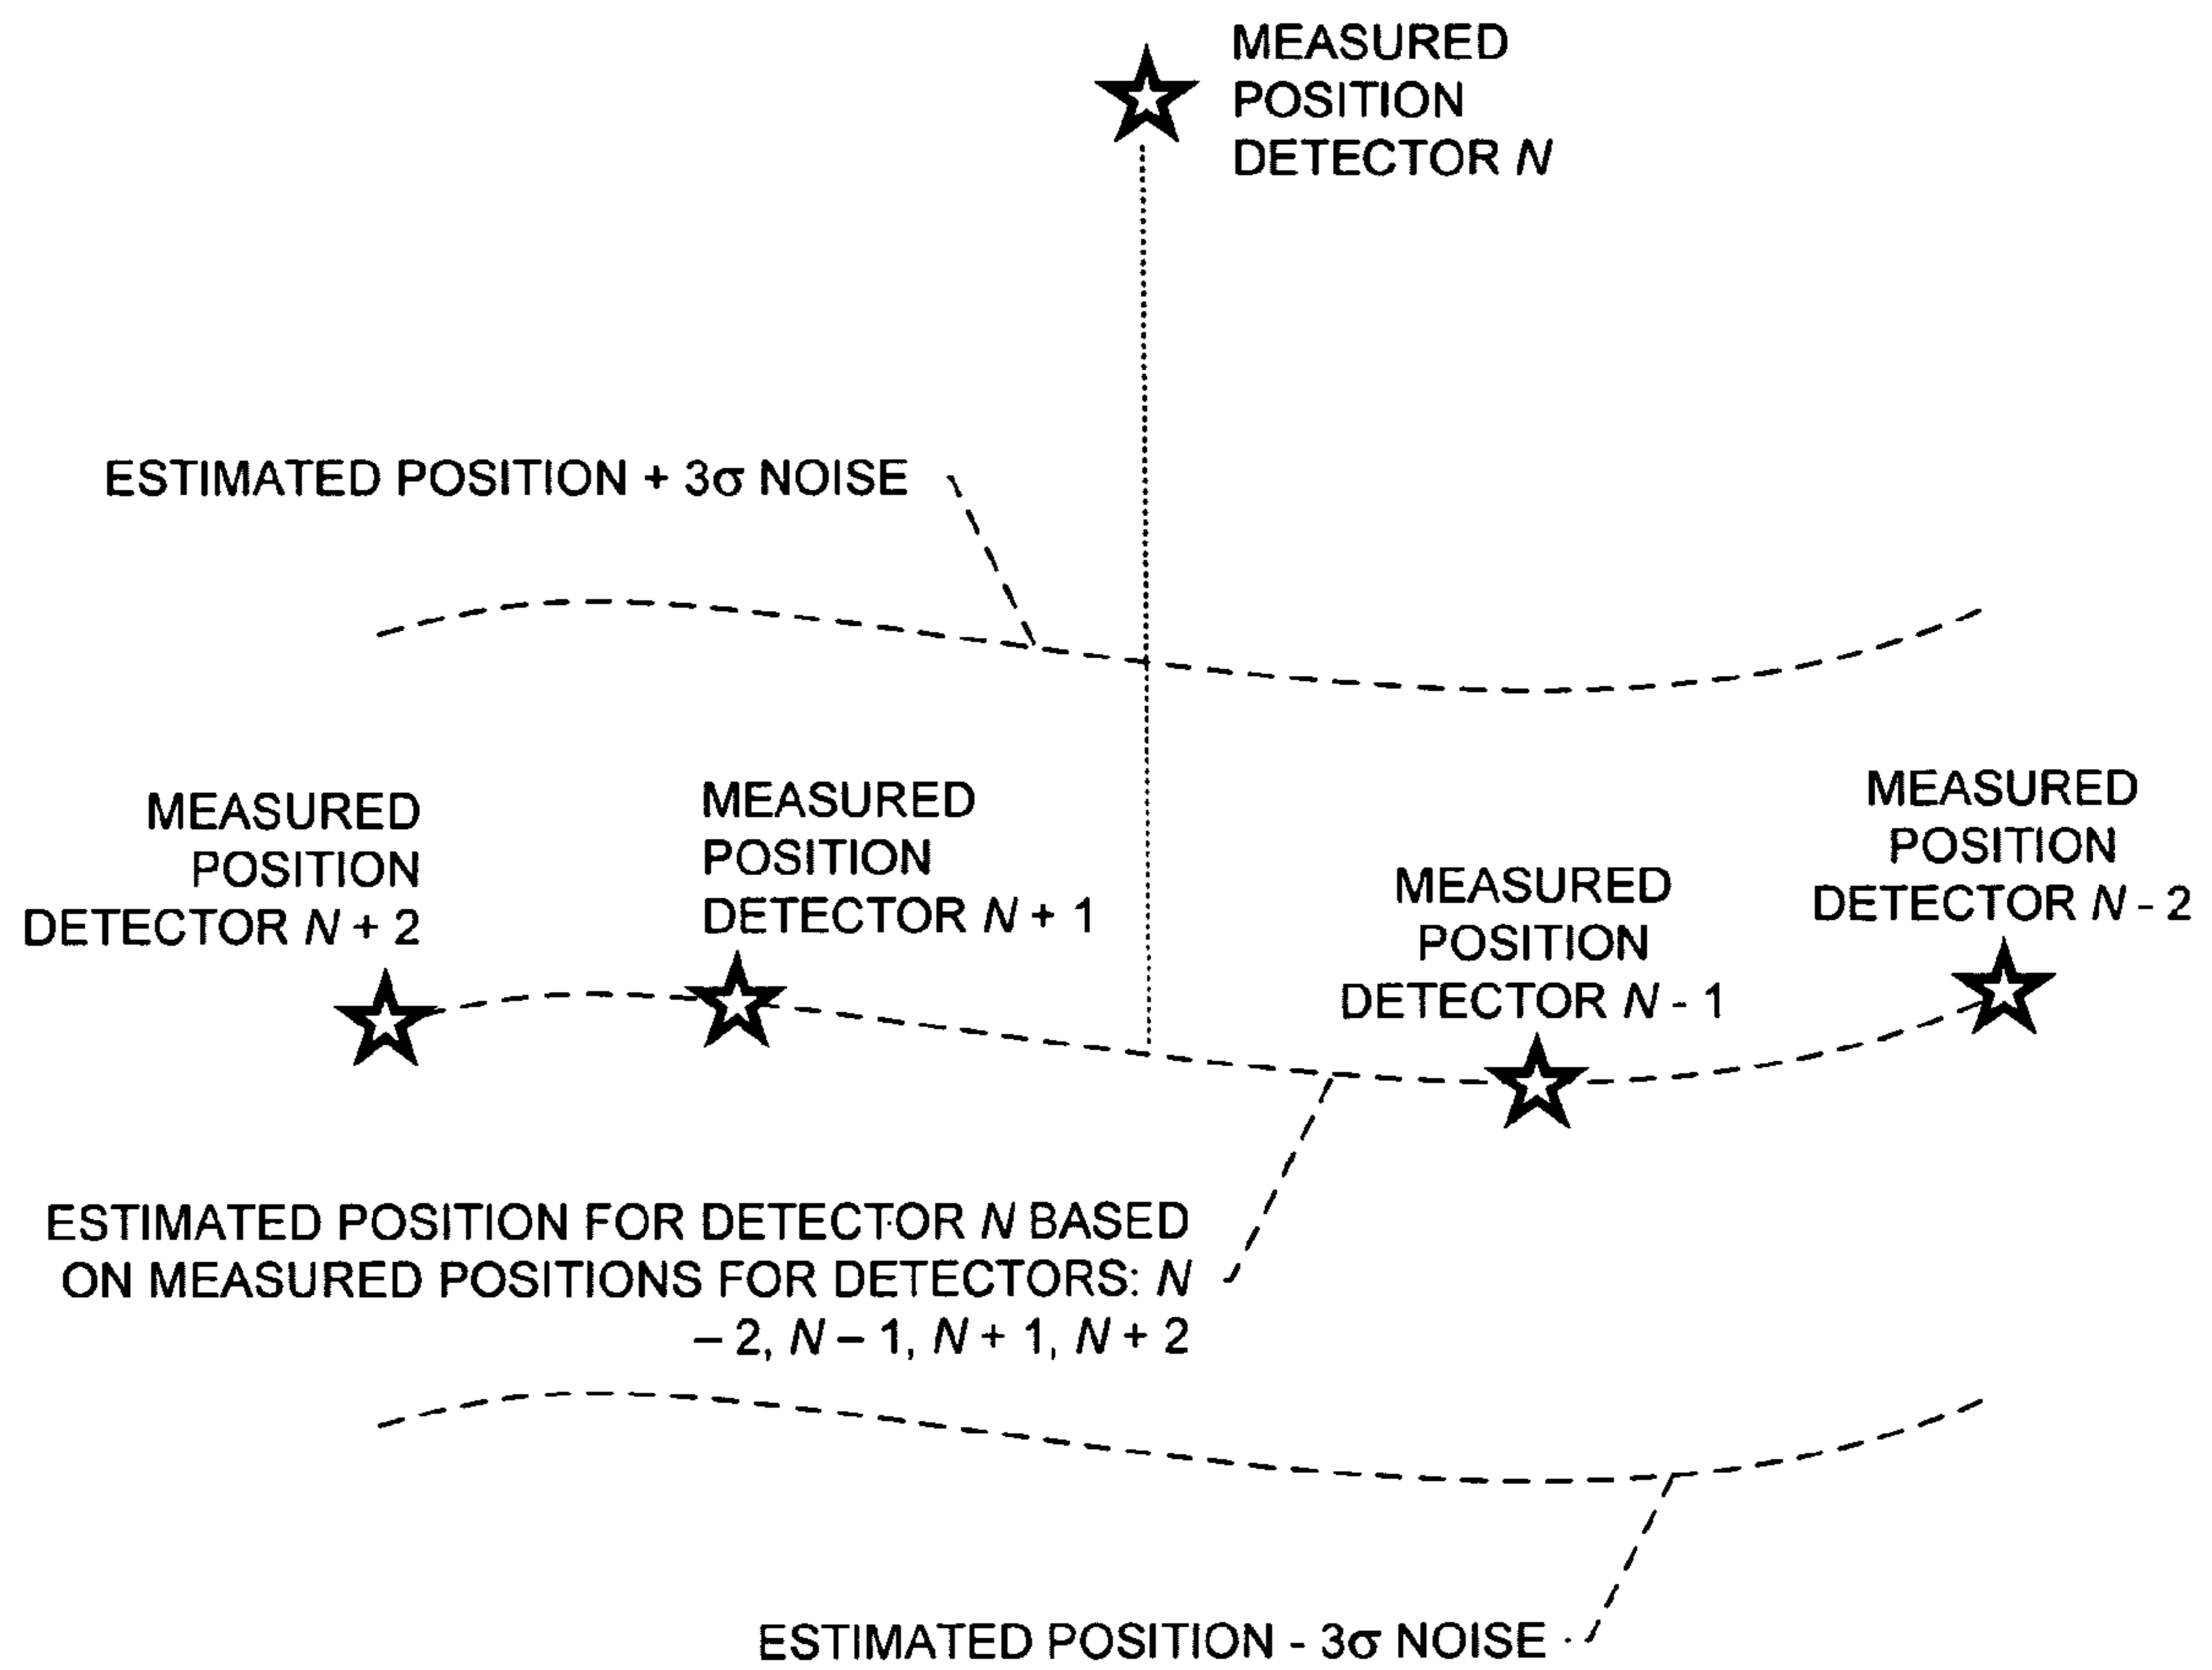 MEASURED
POSITION
DETECTOR N
ESTIMATED POSITION + 3σ NOISE
MEASURED
POSITION
DETECTOR N + 2
MEASURED
POSITION
DETECTOR N + 1
MEASURED
POSITION
DETECTOR N - 1
MEASURED
POSITION
DETECTOR N - 2
ESTIMATED POSITION FOR DETECTOR N BASED
ON MEASURED POSITIONS FOR DETECTORS: N
– 2, N – 1, N + 1, N + 2
ESTIMATED POSITION - 3σ NOISE